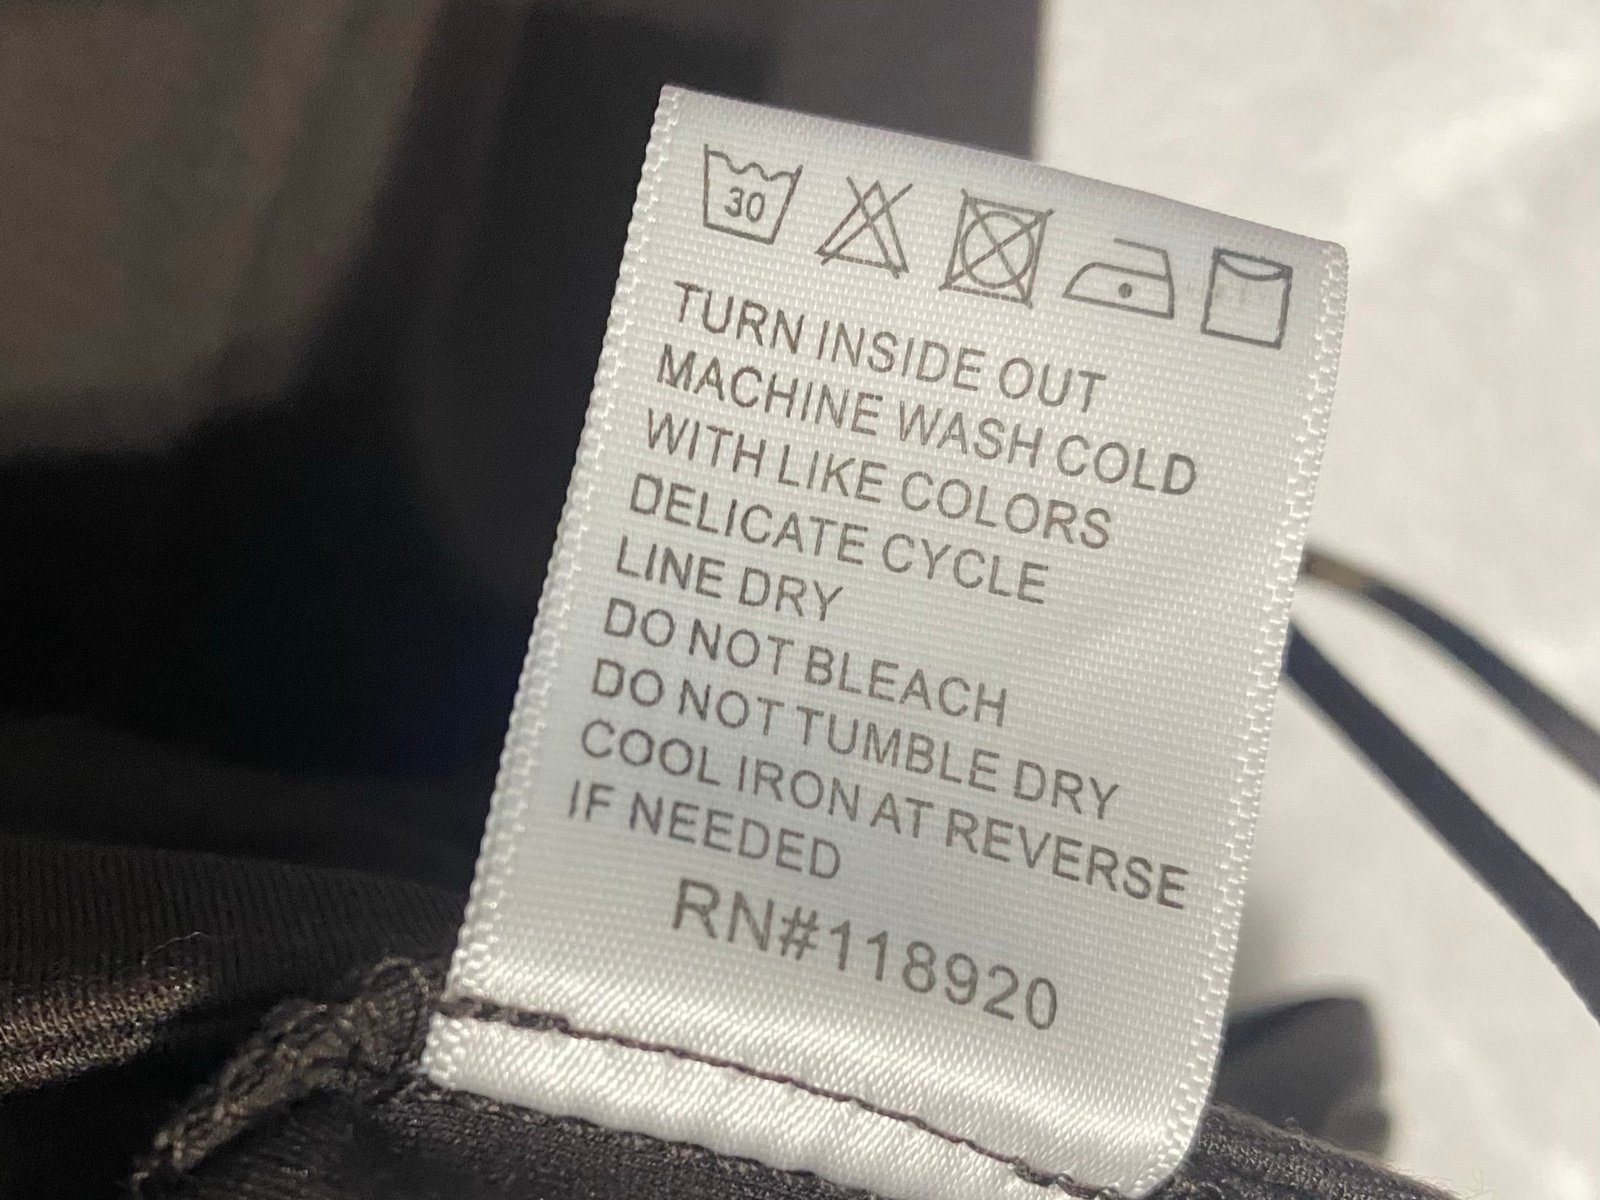 30
TURN INSIDE OUT
MACHINE WASH COLD
WITH LIKE COLORS
DELICATE CYCLE
LINE DRY
DO NOT BLEACH
DO NOT TUMBLE DRY
COOL IRON AT REVERSE
IF NEEDED
RN#118920